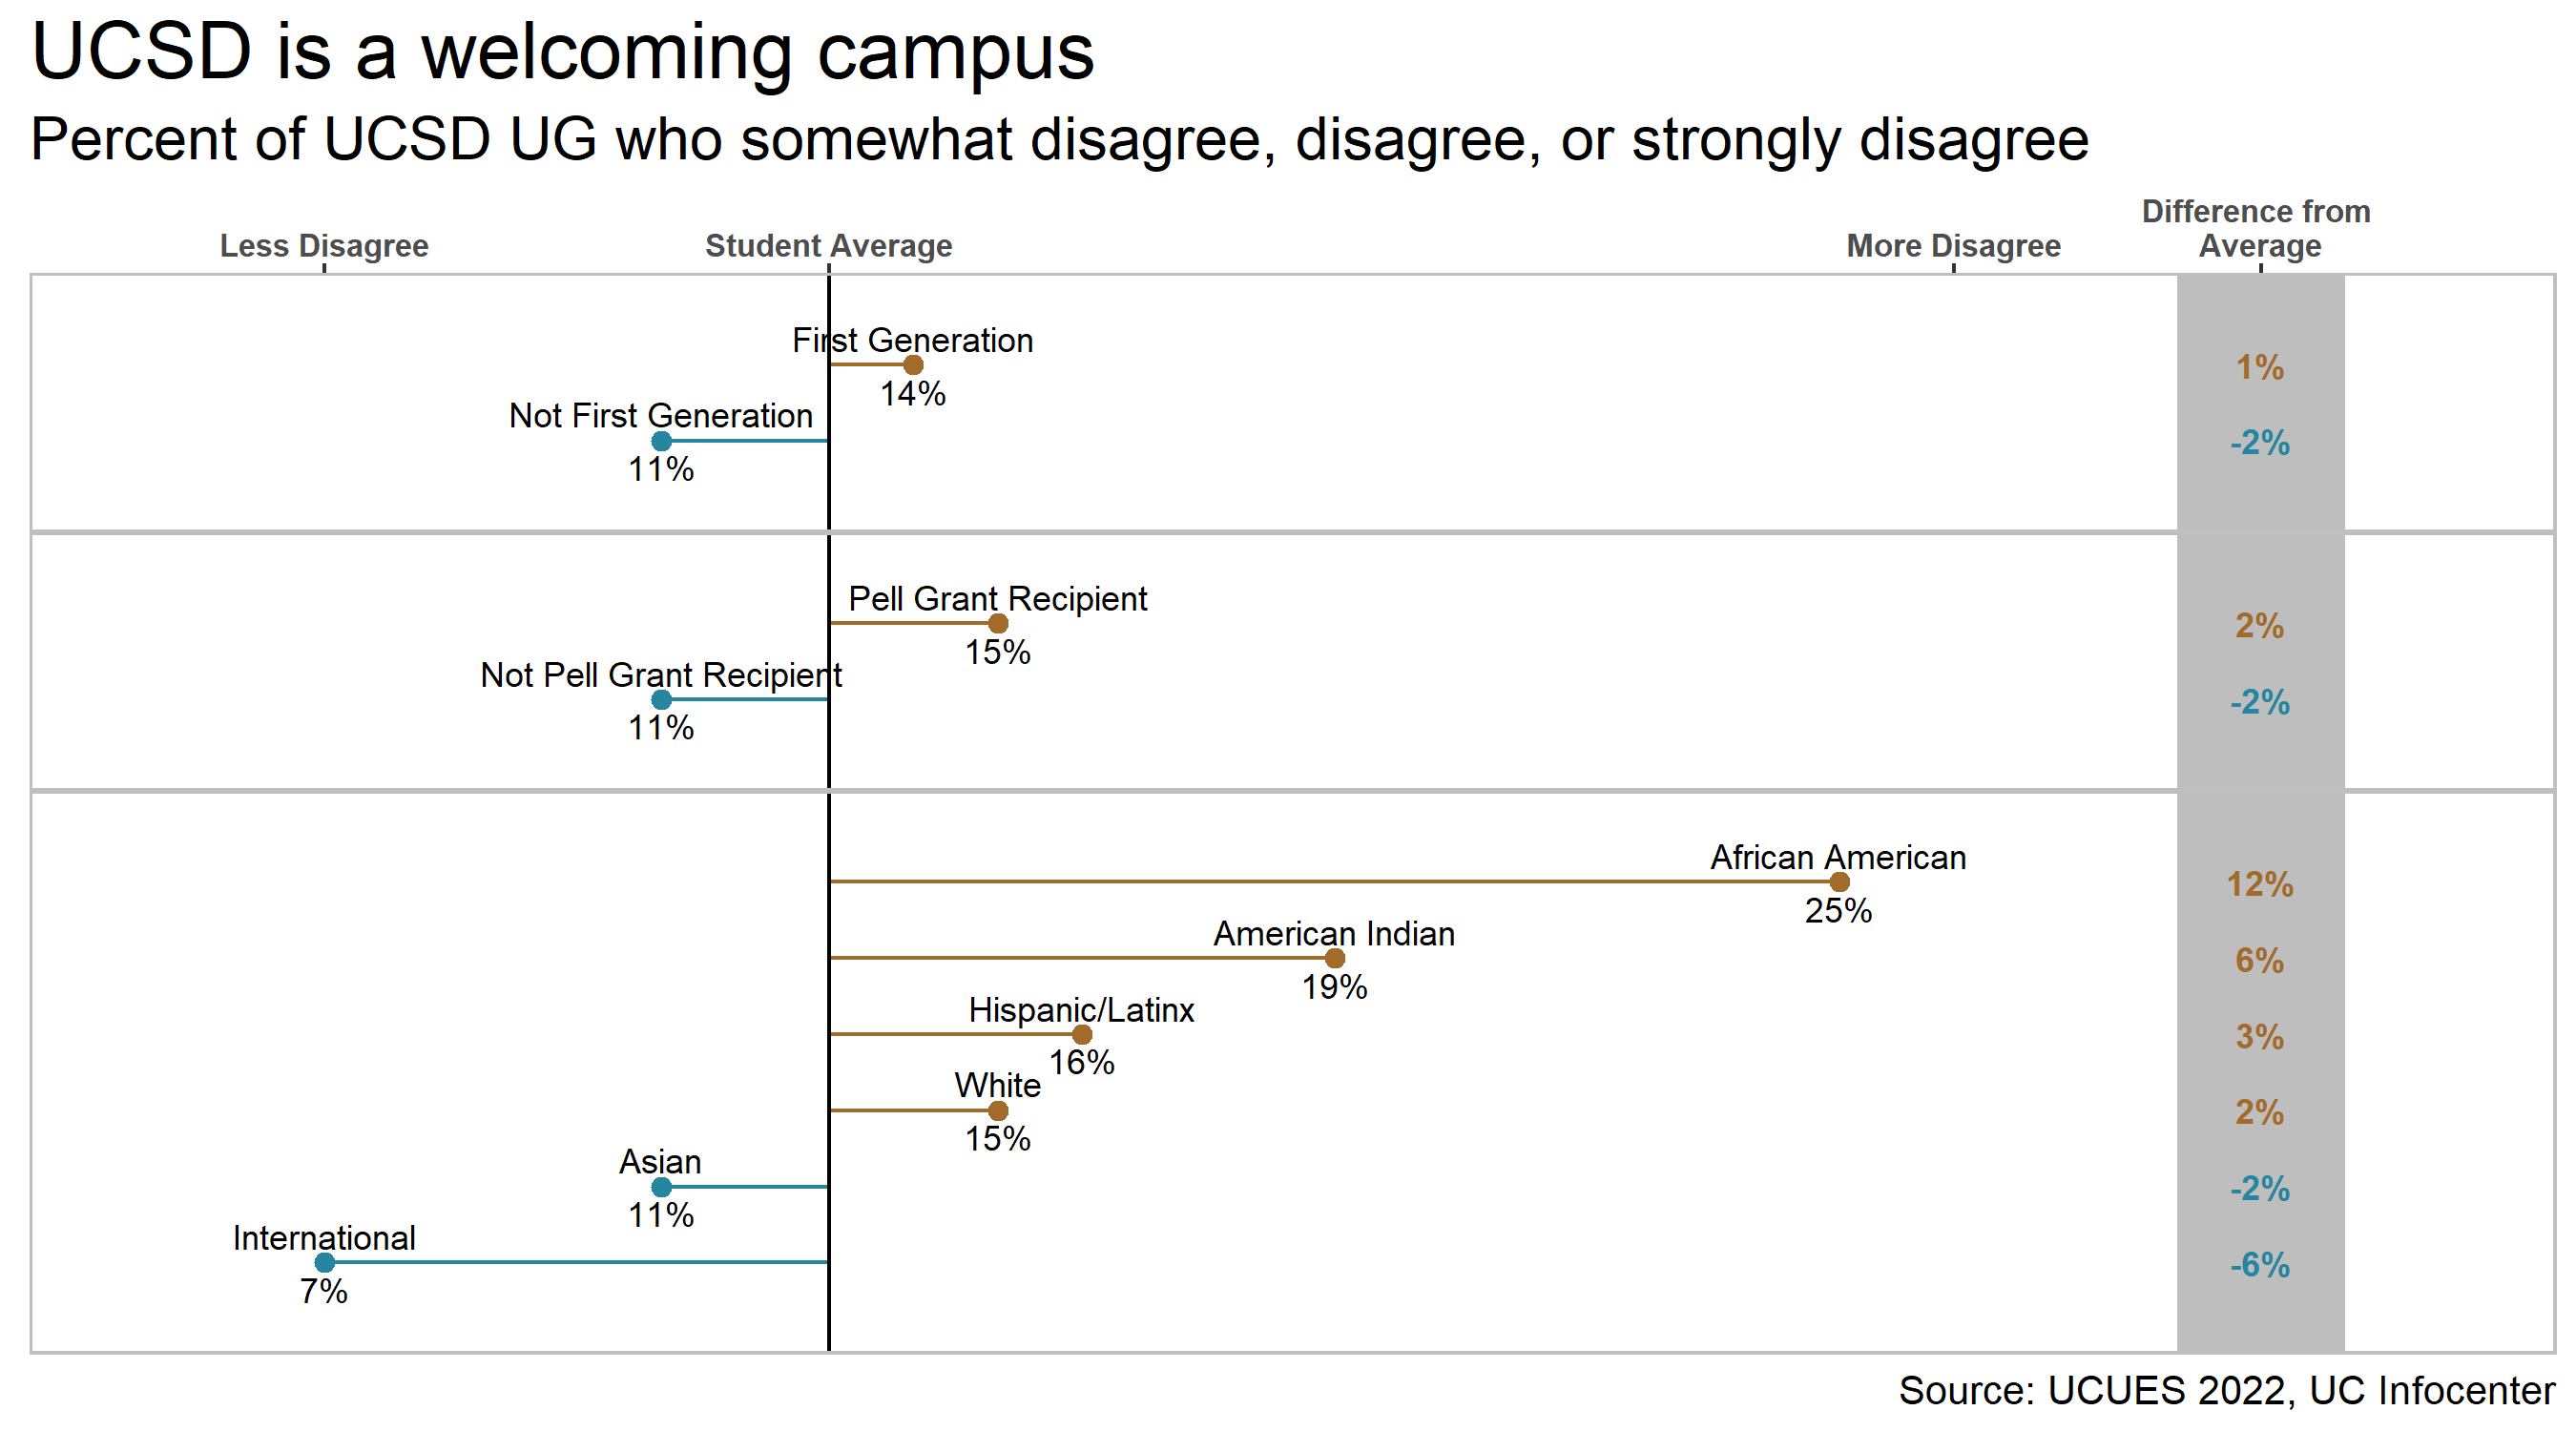 UCSD is a welcoming campus
Percent of UCSD UG who somewhat disagree, disagree, or strongly disagree
Less Disagree
Student Average
More Disagree
Difference from
Average
First Generation
14%
1%
Not First Generation
11%
-2%
Pell Grant Recipient
15%
2%
Not Pell Grant Recipient
11%
-2%
African American
25%
12%
American Indian
19%
6%
Hispanic/Latinx
16%
3%
White
15%
2%
Asian
11%
-2%
International
7%
-6%
Source: UCUES 2022, UC Infocenter